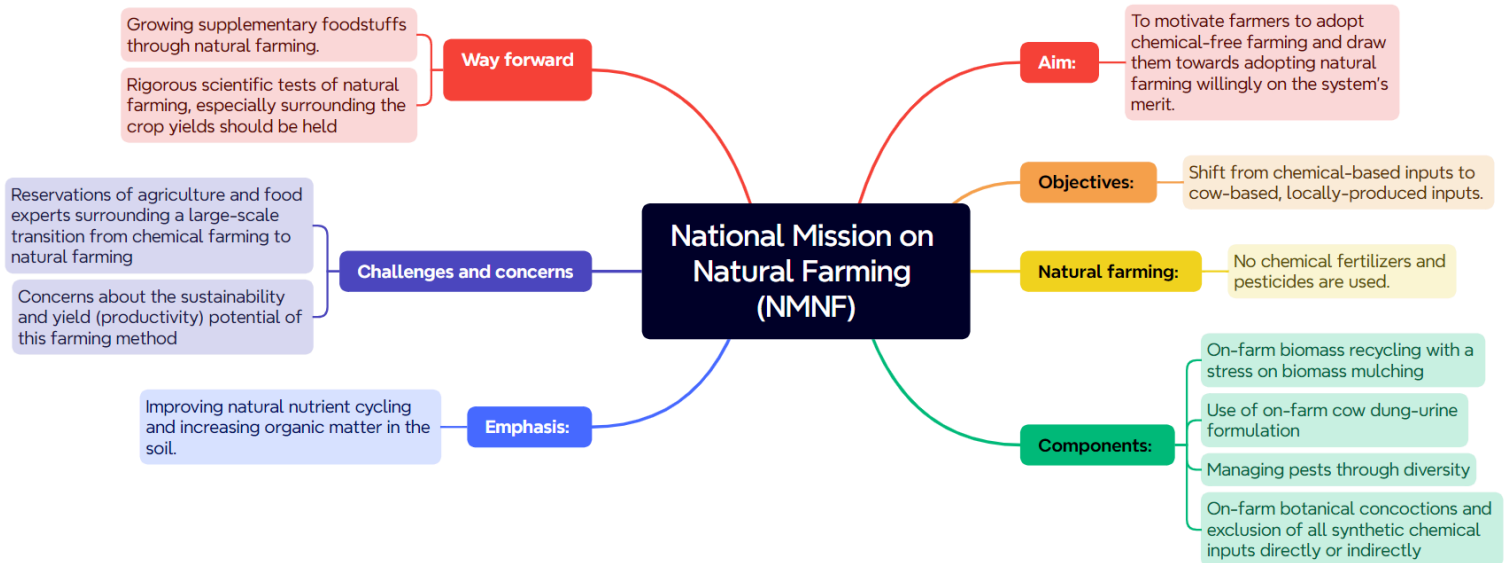 National Mission on
Natural Farming
(NMNF)
Aim:
To motivate farmers to adopt
chemical-free farming and draw
them towards adopting natural
farming willingly on the system's
merit.
Objectives:
Shift from chemical-based inputs to
cow-based, locally-produced inputs.
Natural farming:
No chemical fertilizers and
pesticides are used.
Components:
On-farm biomass recycling with a
stress on biomass mulching
Use of on-farm cow dung-urine
formulation
Managing pests through diversity
On-farm botanical concoctions and
exclusion of all synthetic chemical
inputs directly or indirectly
Way forward
Growing supplementary foodstuffs
through natural farming.
Rigorous scientific tests of natural
farming, especially surrounding the
crop yields should be held
Challenges and concerns
Reservations of agriculture and food
experts surrounding a large-scale
transition from chemical farming to
natural farming
Concerns about the sustainability
and yield (productivity) potential of
this farming method
Emphasis:
Improving natural nutrient cycling
and increasing organic matter in the
soil.